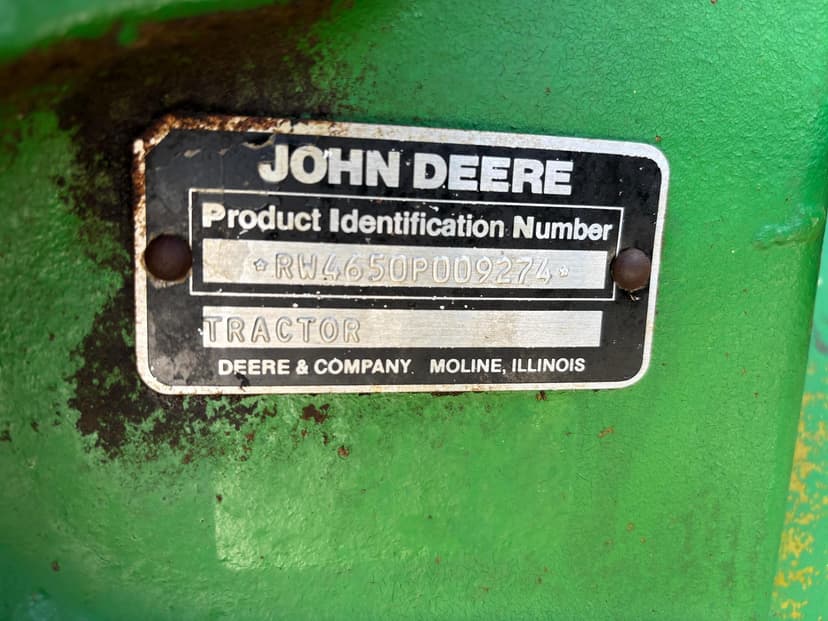 JOHN DEERE
Product Identification Number
*RW4650P009274*
TRACTOR
DEERE & COMPANY MOLINE, ILLINOIS